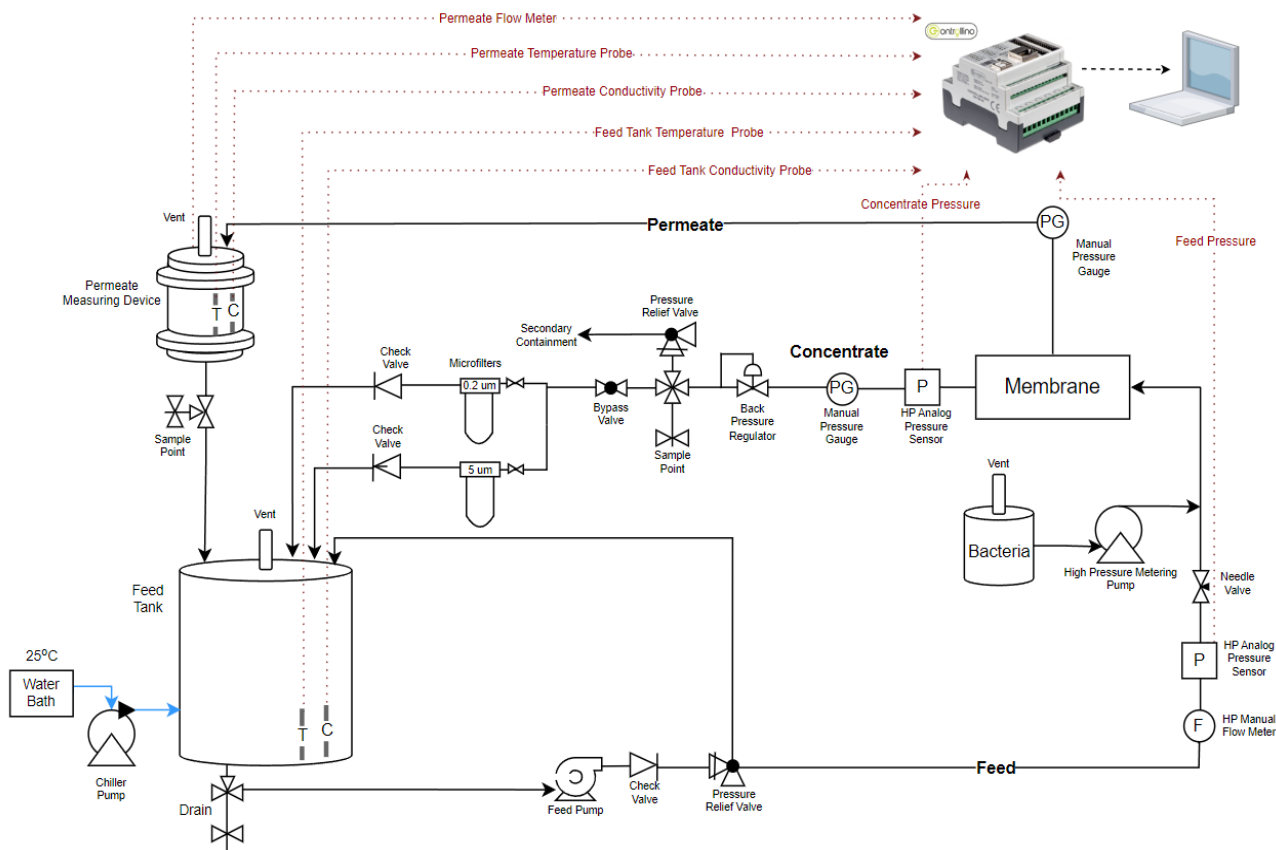 Permeate Flow Meter
Controllino
Permeate Temperature Probe
Permeate Conductivity Probe
Feed Tank Temperature Probe
Feed Tank Conductivity Probe
Concentrate Pressure
Vent
Permeate
PG
Manual
Pressure
Gauge
Feed Pressure
Permeate
Measuring Device
T
C
Pressure
Relief Valve
Secondary
Containment
Concentrate
Check
Valve
Microfilters
0.2 um
Bypass
Valve
Back
Pressure
Regulator
PG
Manual
Pressure
Gauge
P
HP Analog
Pressure
Sensor
Membrane
Sample
Point
Check
Valve
5 um
Sample
Point
Vent
Bacteria
High Pressure Metering
Pump
Needle
Valve
Vent
Feed
Tank
P
HP Analog
Pressure
Sensor
25⁰C
Water
Bath
T
C
F
HP Manual
Flow Meter
Chiller
Pump
Drain
Feed Pump
Check
Valve
Pressure
Relief Valve
Feed